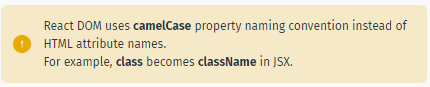 React DOM uses camelCase property naming convention instead of
HTML attribute names.
For example, class becomes className in JSX.